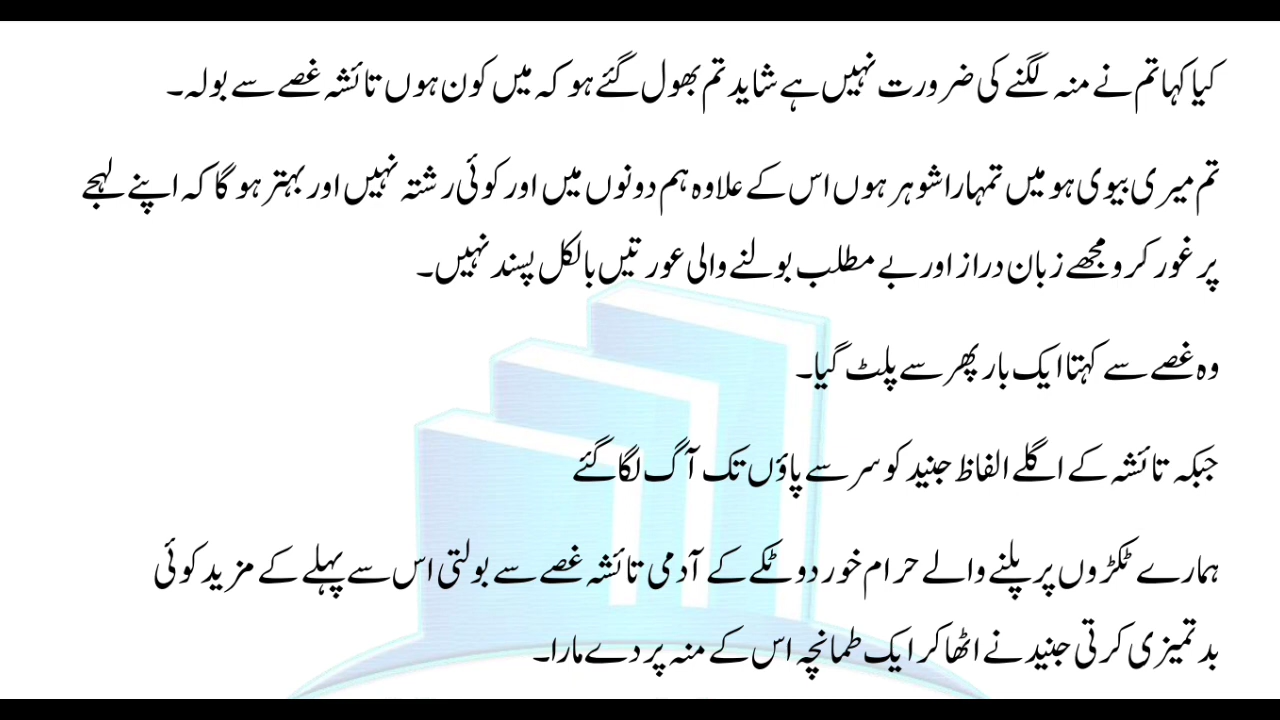 کیا کہا تم نے منہ لگنے کی ضرورت نہیں ہے شاید تم بھول گئے ہو کہ میں کون ہوں تائشہ غصے سے بولہ۔
تم میری بیوی ہو میں تمہارا شوہر ہوں اس کے علاوہ ہم دونوں میں اور کوئی رشتہ نہیں اور بہتر ہو گا کہ اپنے لہجے
پر غور کرو مجھے زبان دراز اور بے مطلب بولنے والی عورتیں بالکل پسند نہیں۔
وہ غصے سے کہتا ایک بار پھر سے پلٹ گیا۔
جبکہ تائشہ کے اگلے الفاظ جنید کو سر سے پاؤں تک آگ لگا گئے
ہمارے ٹکڑوں پر پلنے والے حرام خور دو ٹکے کے آدمی تائشہ غصے سے بولتی اس سے پہلے کے مزید کوئی
بدتمیزی کرتی جنید نے اٹھا کر ایک طمانچہ اس کے منہ پر دے مارا۔